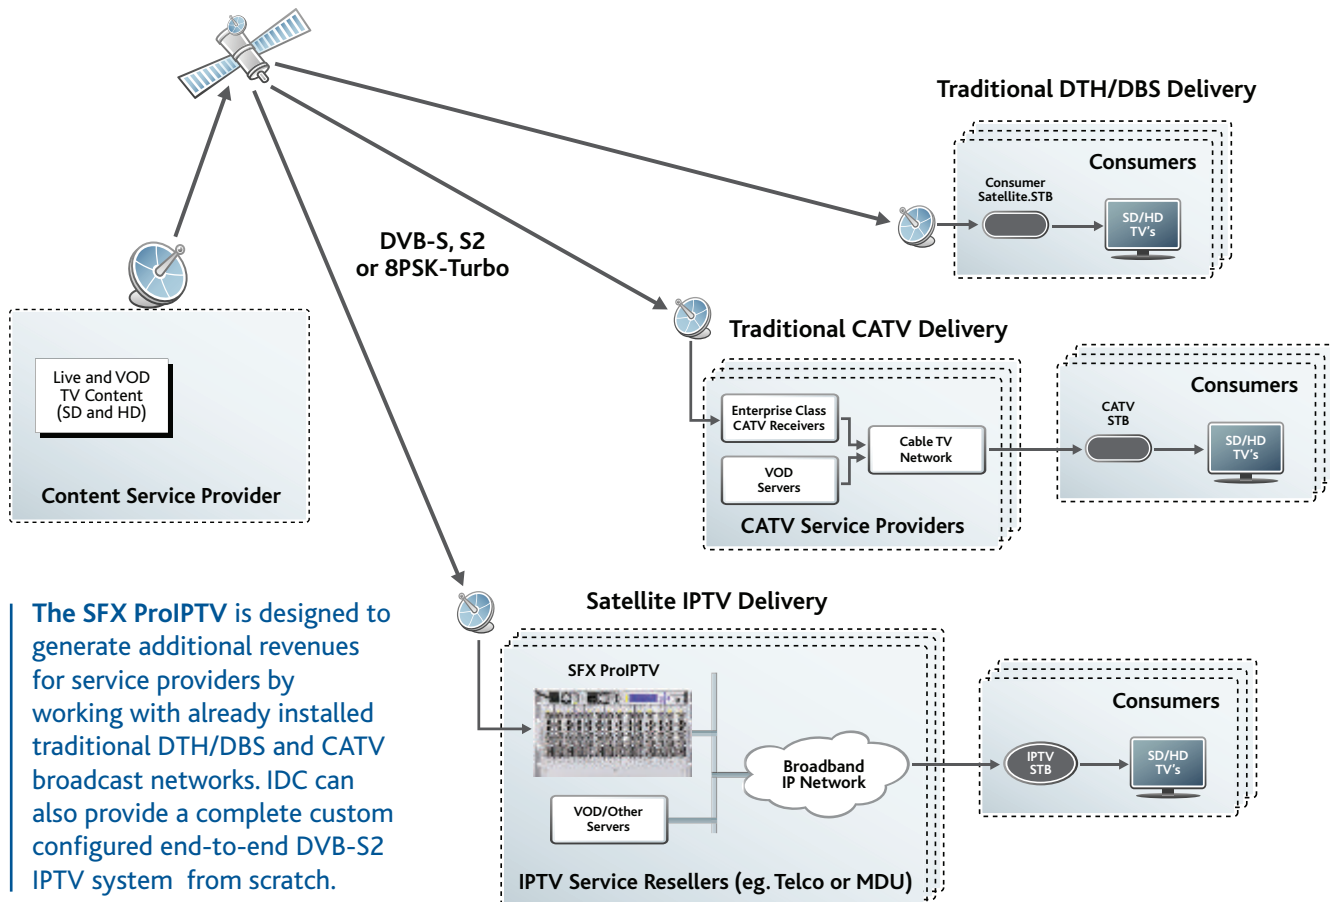 Traditional DTH/DBS Delivery
Consumers
Consumer
Satellite.STB
SD/HD
TV's
DVB-S, S2
or 8PSK-Turbo
Live and VOD
TV Content
(SD and HD)
Content Service Provider
Traditional CATV Delivery
Enterprise Class
CATV Receivers
VOD
Servers
Cable TV
Network
CATV Service Providers
Consumers
CATV
STB
SD/HD
TV's
The SFX ProIPTV is designed to
generate additional revenues
for service providers by
working with already installed
traditional DTH/DBS and CATV
broadcast networks. IDC can
also provide a complete custom
configured end-to-end DVB-S2
IPTV system from scratch.
Satellite IPTV Delivery
SFX ProIPTV
VOD/Other
Servers
Broadband
IP Network
IPTV Service Resellers (eg. Telco or MDU)
Consumers
IPTV
STB
SD/HD
TV's